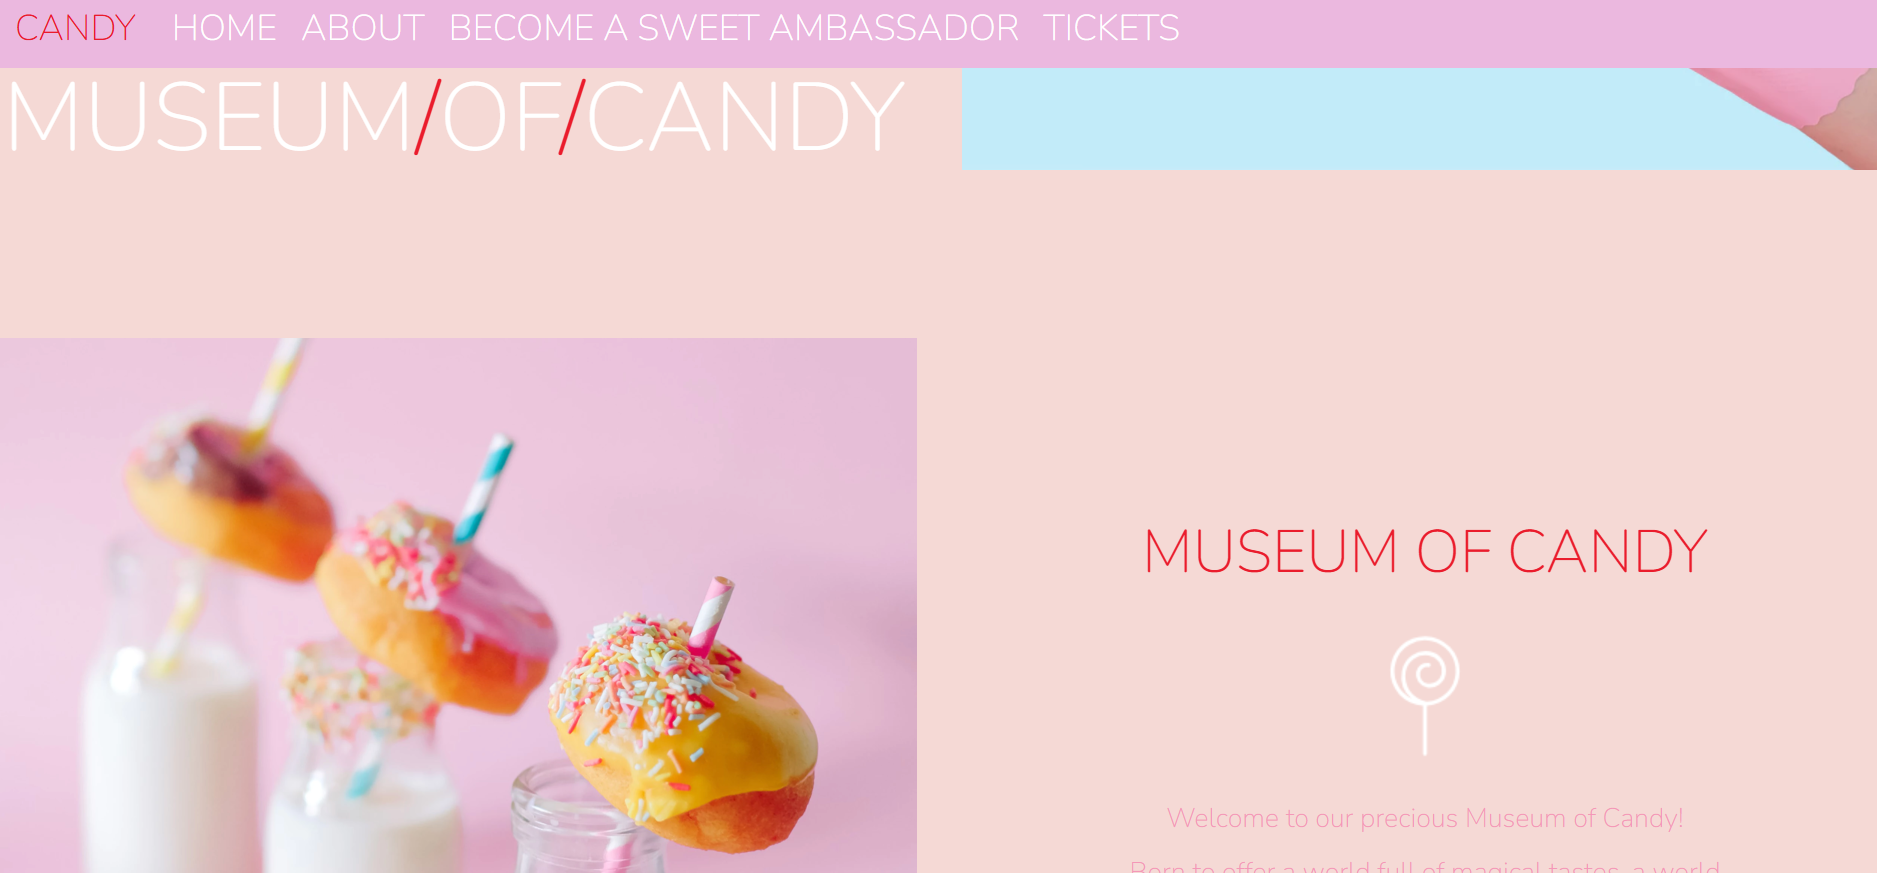 CANDY HOME ABOUT BECOME A SWEET AMBASSADOR TICKETS
MUSEUM/OF/CANDY
MUSEUM OF CANDY
Welcome to our precious Museum of Candy!
Born to offer a world full of magical tastes, a world